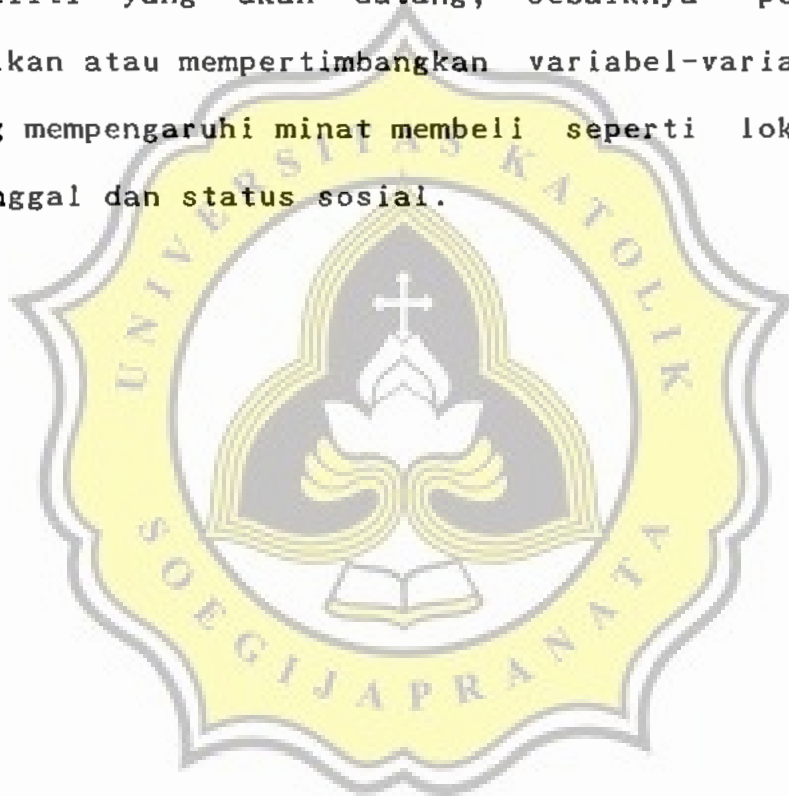 yang akan datang, sebaiknya
ikan atau mempertimbangkan variabel-varia
mempengaruhi minat membeli seperti lok
nggal dan status sosial.
UNIVERSITAS KATOLIK
SOEGIJAPRANATA